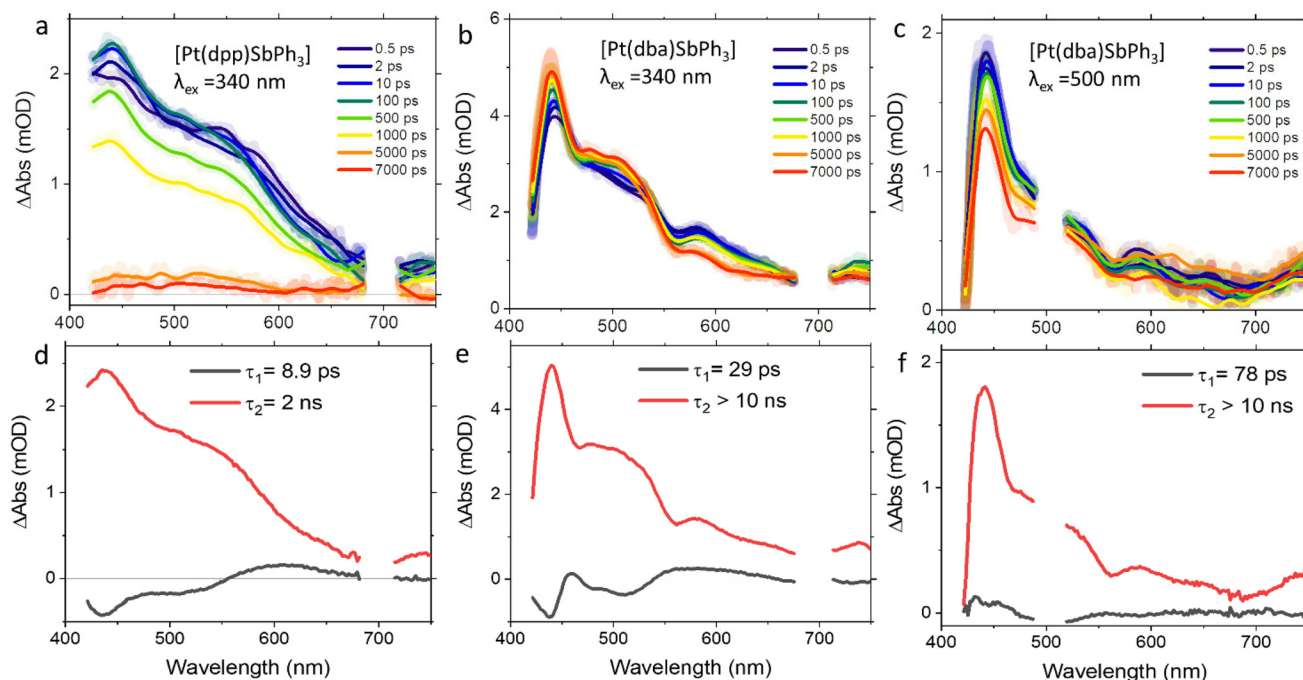 a
[Pt(dpp)SbPh₃]
λₑₓ =340 nm
0.5 ps
2 ps
10 ps
100 ps
500 ps
1000 ps
5000 ps
7000 ps
ΔAbs (mOD)
2
1
0
400 500 600 700
b
[Pt(dba)SbPh₃]
λₑₓ =340 nm
0.5 ps
2 ps
10 ps
100 ps
500 ps
1000 ps
5000 ps
7000 ps
ΔAbs (mOD)
6
4
2
0
400 500 600 700
c
[Pt(dba)SbPh₃]
λₑₓ =500 nm
0.5 ps
2 ps
10 ps
100 ps
500 ps
1000 ps
5000 ps
7000 ps
ΔAbs (mOD)
2
1
0
400 500 600 700
d
τ₁= 8.9 ps
τ₂= 2 ns
ΔAbs (mOD)
2
1
0
400 500 600 700
Wavelength (nm)
e
τ₁= 29 ps
τ₂ > 10 ns
ΔAbs (mOD)
4
2
0
400 500 600 700
Wavelength (nm)
f
τ₁= 78 ps
τ₂ > 10 ns
ΔAbs (mOD)
2
1
0
400 500 600 700
Wavelength (nm)